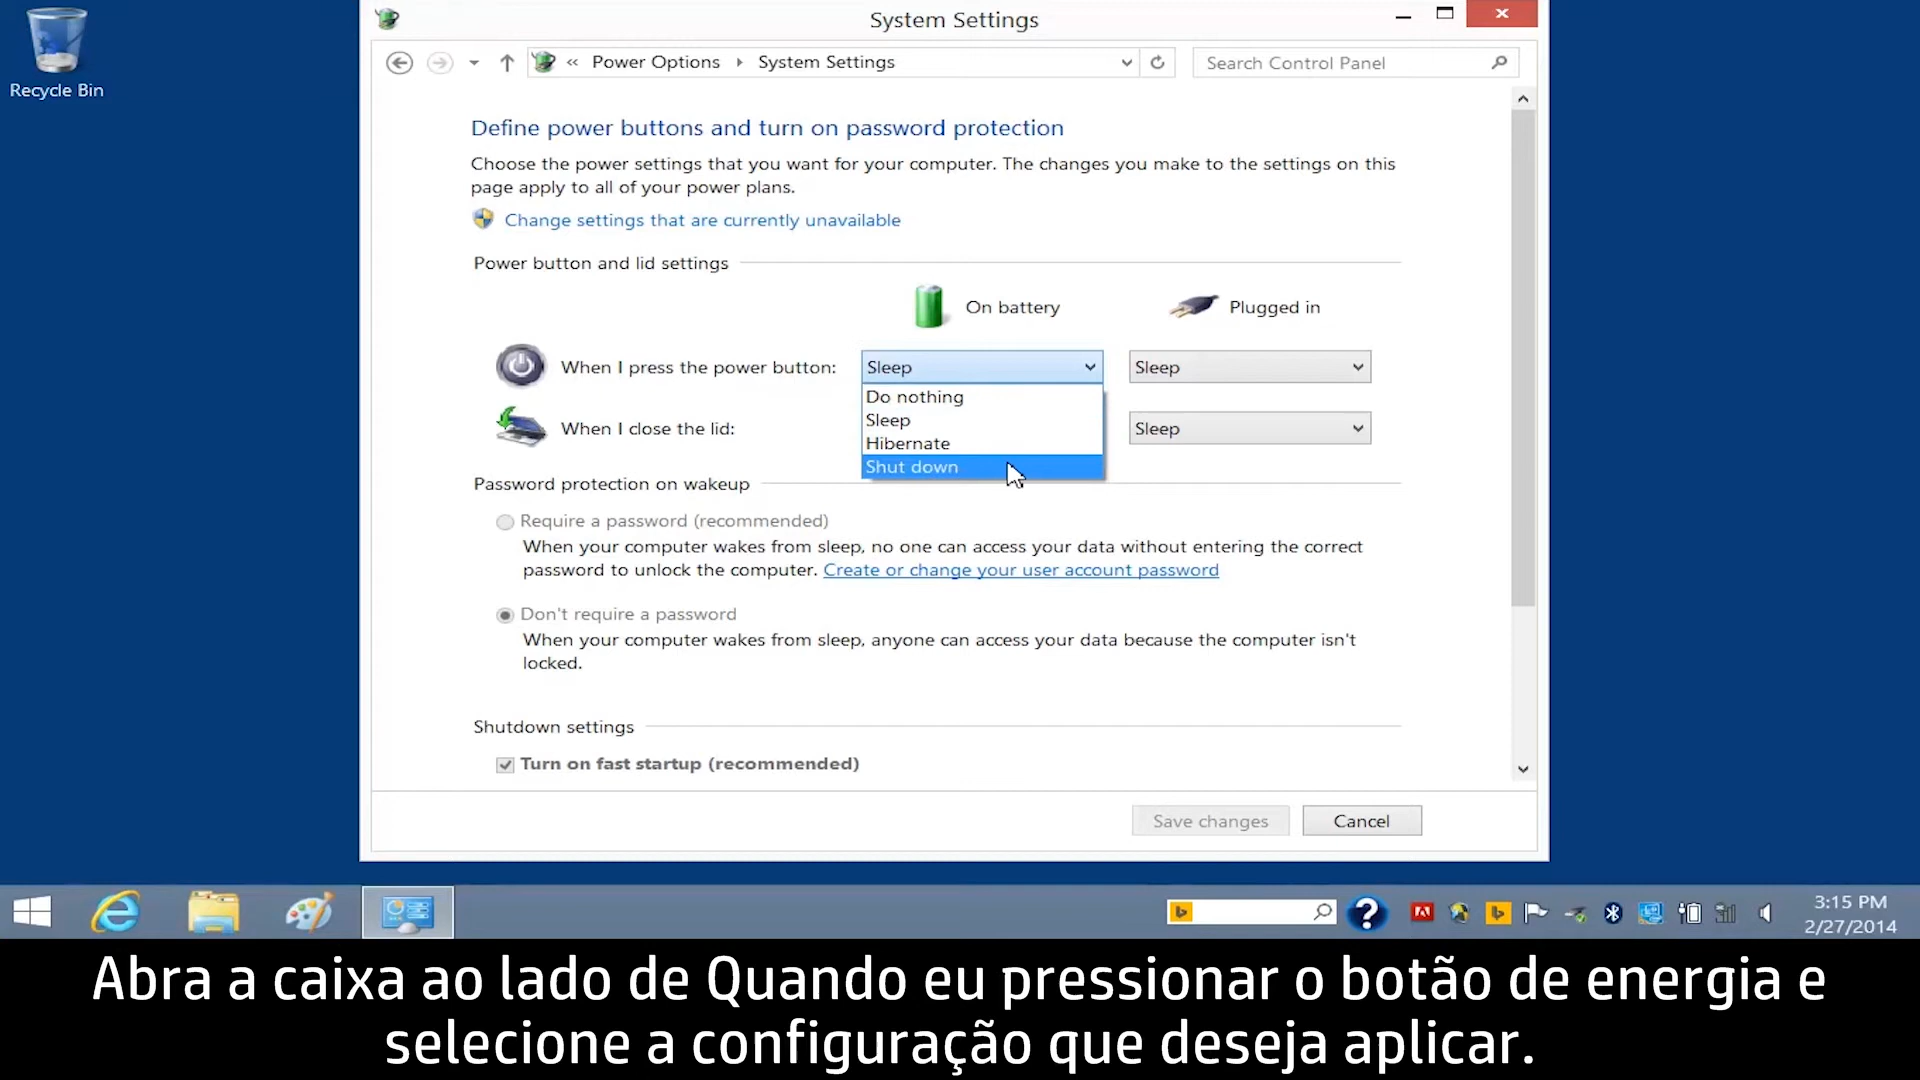 Recycle Bin
System Settings
« Power Options System Settings
Search Control Panel
Define power buttons and turn on password protection
Choose the power settings that you want for your computer. The changes you make to the settings on this
page apply to all of your power plans.
Change settings that are currently unavailable
Power button and lid settings
On battery
Plugged in
When I press the power button:
Sleep
Sleep
Do nothing
Sleep
Hibernate
Shut down
When I close the lid:
Sleep
Password protection on wakeup
Require a password (recommended)
When your computer wakes from sleep, no one can access your data without entering the correct
password to unlock the computer. Create or change your user account password
Don't require a password
When your computer wakes from sleep, anyone can access your data because the computer isn't
locked.
Shutdown settings
Turn on fast startup (recommended)
Save changes
Cancel
3:15 PM
2/27/2014
Abra a caixa ao lado de Quando eu pressionar o botão de energia e
selecione a configuração que deseja aplicar.